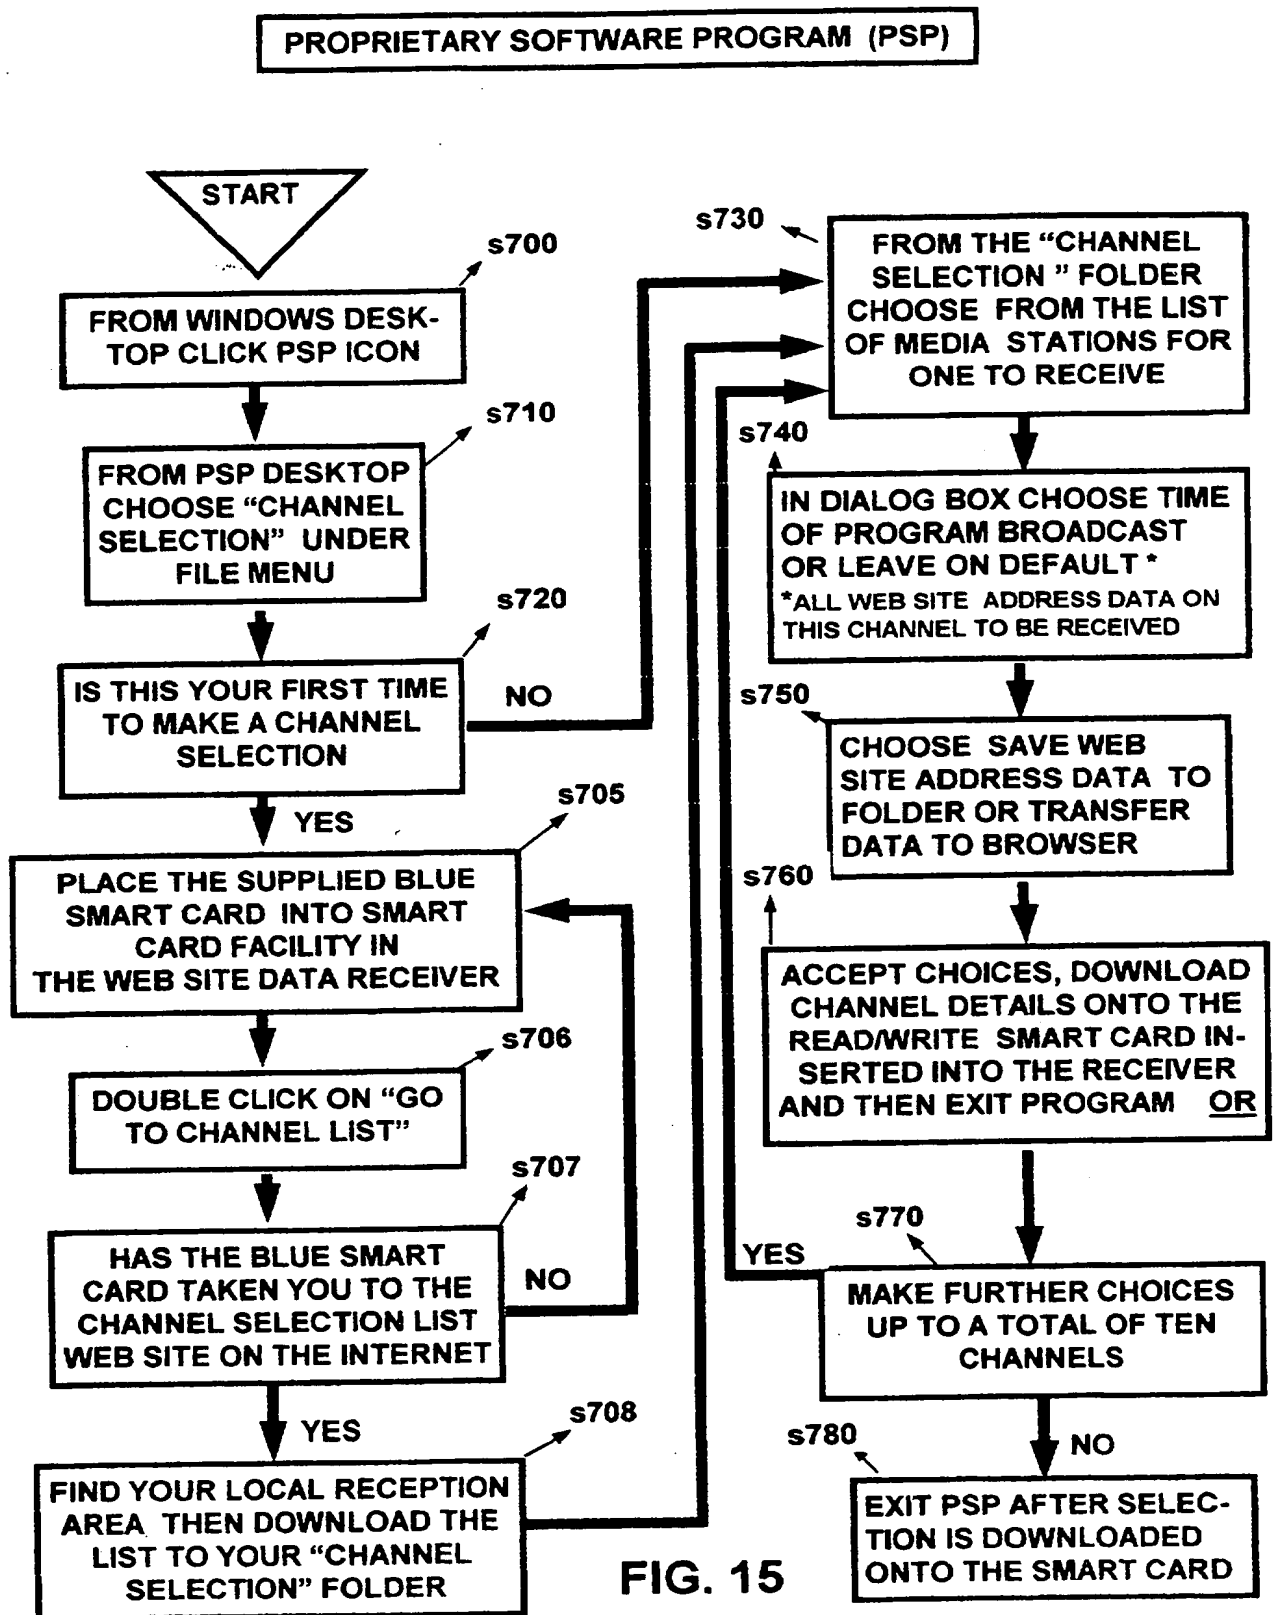 PROPRIETARY SOFTWARE PROGRAM (PSP)
START
s700
FROM WINDOWS DESK-
TOP CLICK PSP ICON
s710
FROM PSP DESKTOP
CHOOSE “CHANNEL
SELECTION” UNDER
FILE MENU
s720
IS THIS YOUR FIRST TIME
TO MAKE A CHANNEL
SELECTION
NO
YES
s705
PLACE THE SUPPLIED BLUE
SMART CARD INTO SMART
CARD FACILITY IN
THE WEB SITE DATA RECEIVER
s706
DOUBLE CLICK ON “GO
TO CHANNEL LIST”
s707
HAS THE BLUE SMART
CARD TAKEN YOU TO THE
CHANNEL SELECTION LIST
WEB SITE ON THE INTERNET
NO
YES
s708
FIND YOUR LOCAL RECEPTION
AREA THEN DOWNLOAD THE
LIST TO YOUR “CHANNEL
SELECTION” FOLDER
s730
FROM THE “CHANNEL
SELECTION ” FOLDER
CHOOSE FROM THE LIST
OF MEDIA STATIONS FOR
ONE TO RECEIVE
s740
IN DIALOG BOX CHOOSE TIME
OF PROGRAM BROADCAST
OR LEAVE ON DEFAULT *
*ALL WEB SITE ADDRESS DATA ON
THIS CHANNEL TO BE RECEIVED
s750
CHOOSE SAVE WEB
SITE ADDRESS DATA TO
FOLDER OR TRANSFER
DATA TO BROWSER
s760
ACCEPT CHOICES, DOWNLOAD
CHANNEL DETAILS ONTO THE
READ/WRITE SMART CARD IN-
SERTED INTO THE RECEIVER
AND THEN EXIT PROGRAM OR
s770
YES
MAKE FURTHER CHOICES
UP TO A TOTAL OF TEN
CHANNELS
NO
s780
EXIT PSP AFTER SELEC-
TION IS DOWNLOADED
ONTO THE SMART CARD
FIG. 15